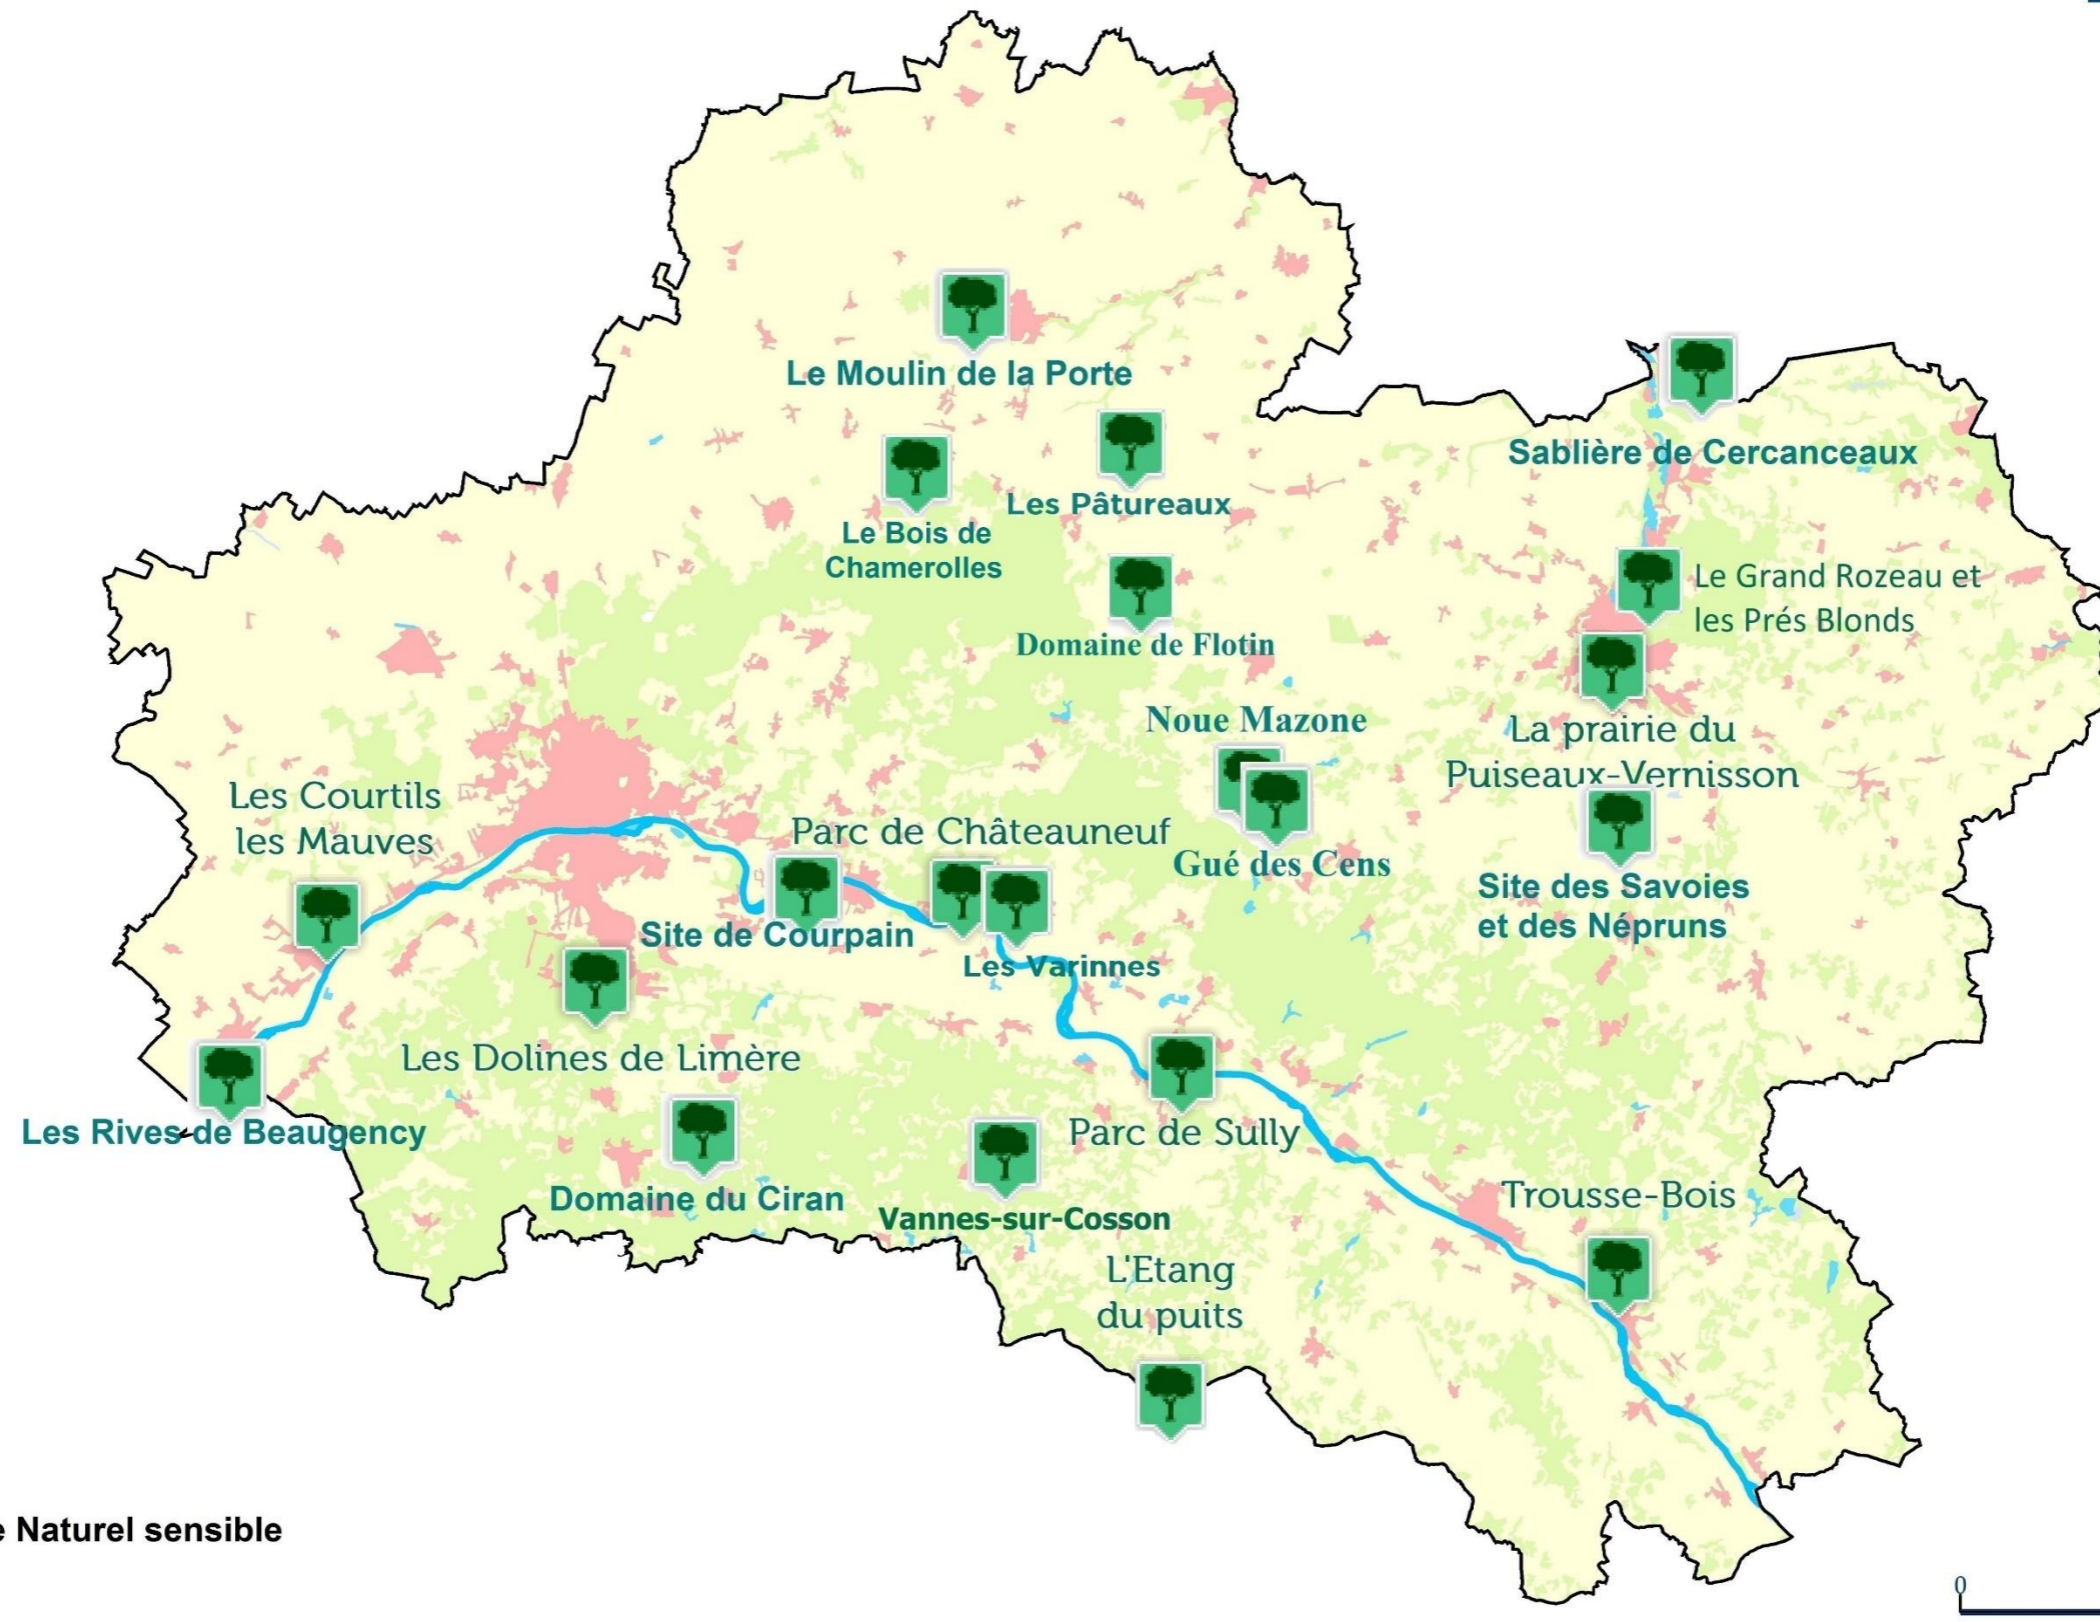 Le Moulin de la Porte
Sablière de Cercanceaux
Les Pâtureaux
Le Bois de
Chamerolles
Le Grand Rozeau et
les Prés Blonds
Domaine de Flotin
Noue Mazone
La prairie du
Puiseaux-Vernisson
Les Courtils
les Mauves
Parc de Châteauneuf
Gué des Cens
Site des Savoies
et des Népruns
Site de Courpain
Les Varinnes
Les Dolines de Limère
Les Rives de Beaugency
Parc de Sully
Domaine du Ciran
Vannes-sur-Cosson
Trousse-Bois
L'Etang
du puits
e Naturel sensible
0